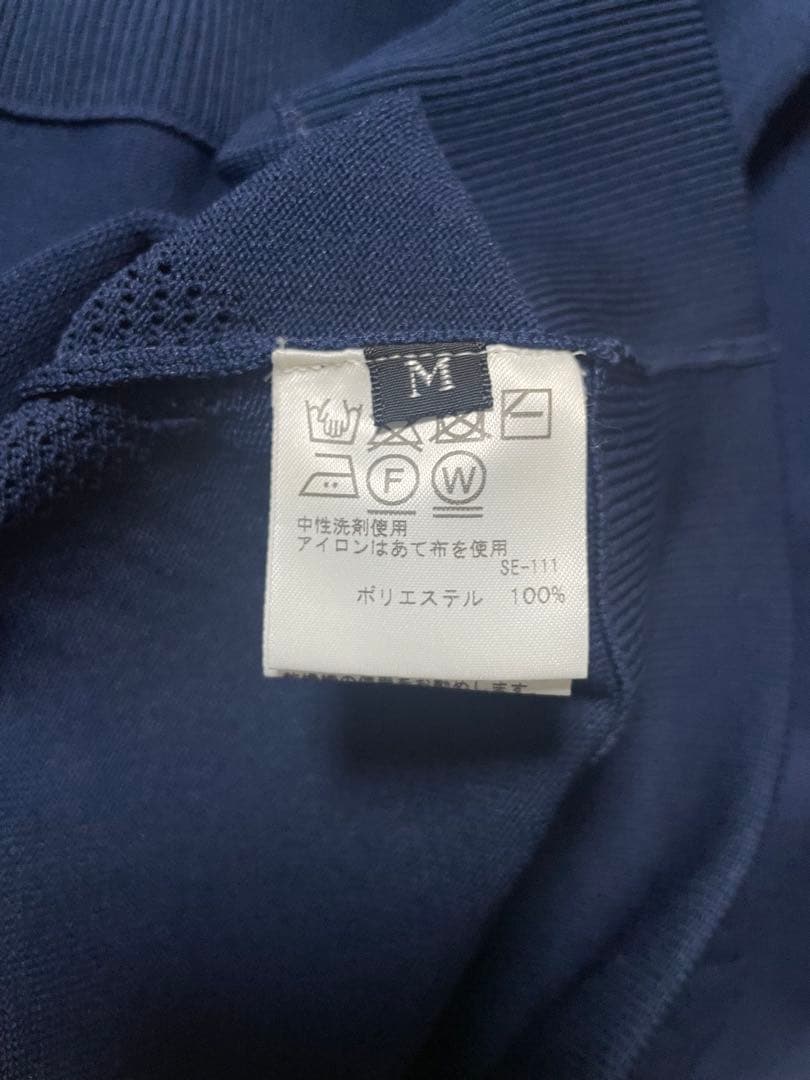 M
F W
中性洗剤使用
アイロンはあて布を使用
SE-111
ポリエステル 100%